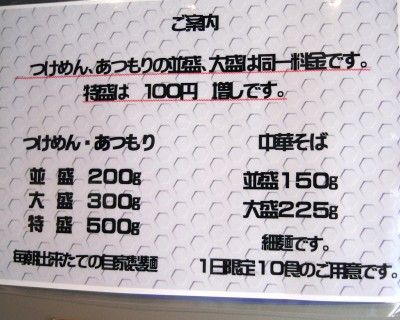 ご案内
つけめん、あつもりの並盛、大盛は同一料金です。
特盛は 100円 増しです。
つけめん・あつもり 中華そば
並 盛 200g 並盛150g
大 盛 300g 大盛225g
特 盛 500g
細麺です。
毎朝出来たての自家製麺 1日限定10食のご用意です。